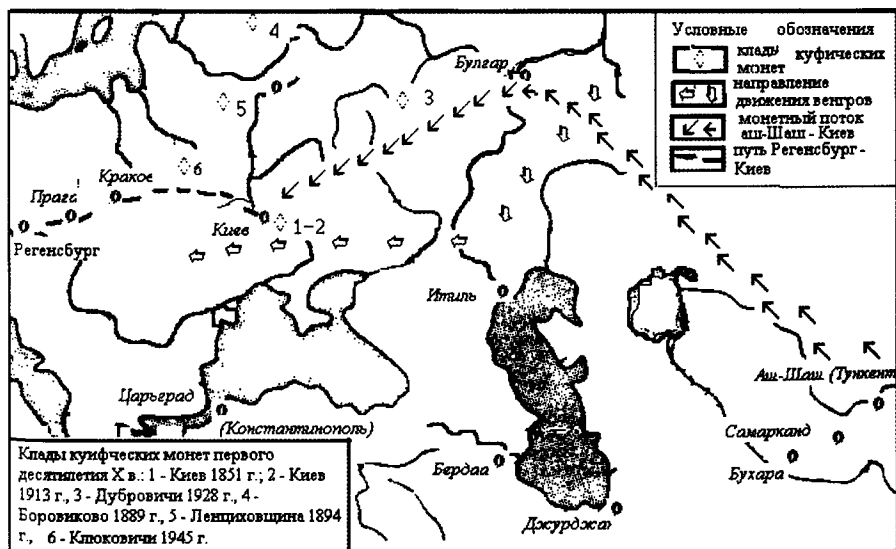 Условные обозначения
клады куфических
монет
направление
движения венгров
монетный поток
аш-Шаш - Киев
путь Регенсбург -
Киев
4
Булгар
5
3
6
Краков
Прага
Киев
1-2
Регенсбург
Итиль
Аш-Шаш (Тункент
Царьград
(Константинополь)
Самарканд
Бердаа
Бухара
Джурджан
Клады куифческих монет первого
десятилетия X в.: 1 - Киев 1851 г.; 2 - Киев
1913 г., 3 - Дубровичи 1928 г., 4 -
Боровиково 1889 г., 5 - Ленциховщина 1894
г., 6 - Клюковичи 1945 г.